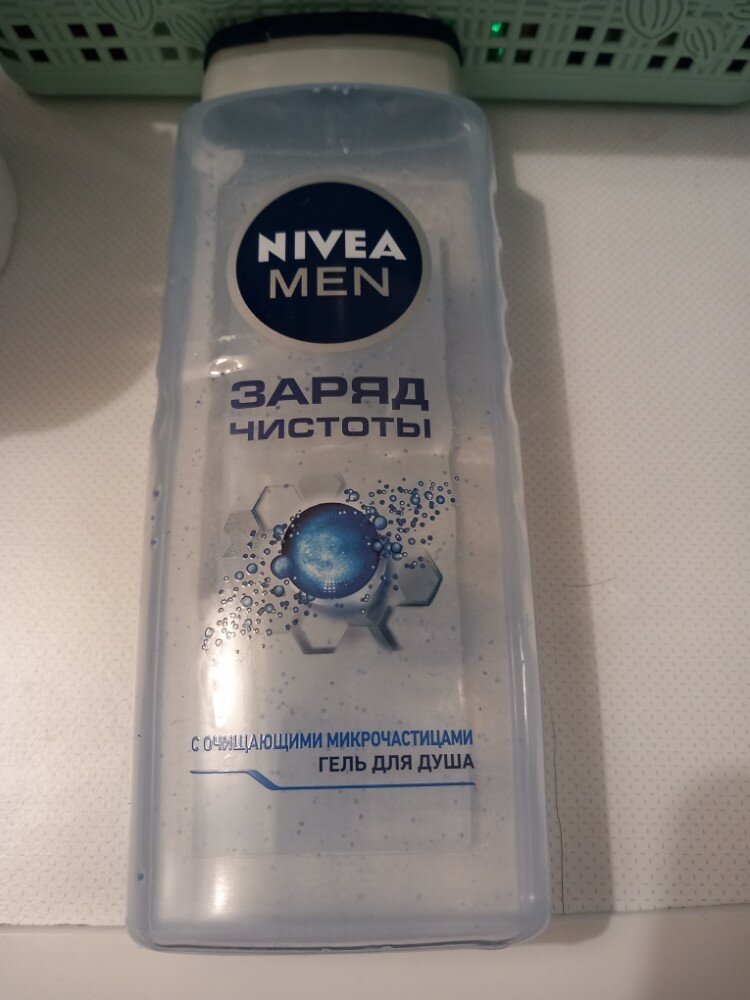 NIVEA
MEN
ЗАРЯД
ЧИСТОТЫ
С ОЧИЩАЮЩИМИ МИКРОЧАСТИЦАМИ
ГЕЛЬ ДЛЯ ДУША